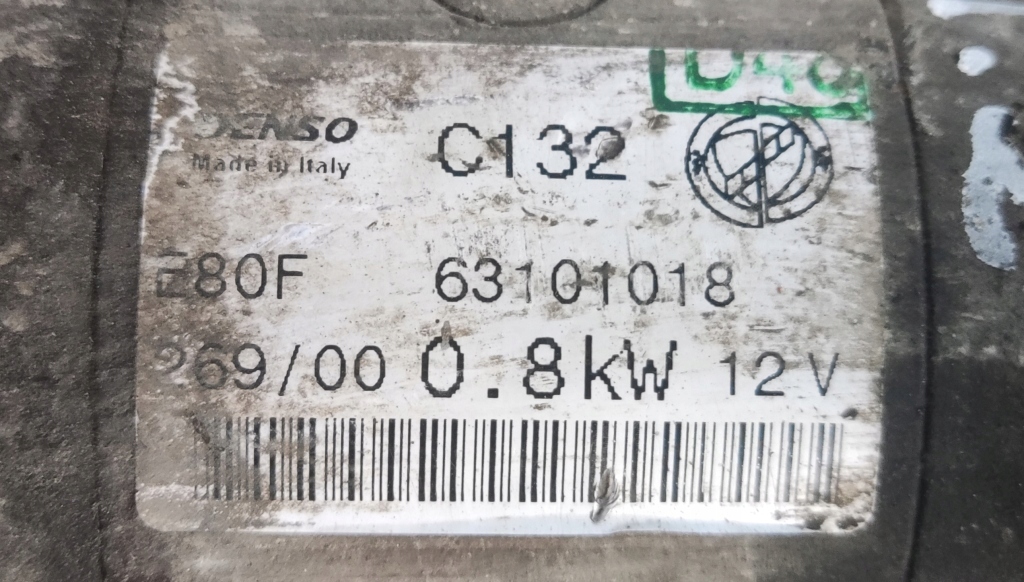 DENSO
Made in Italy
C132
E80F 63101018
269/00 0.8kW 12V